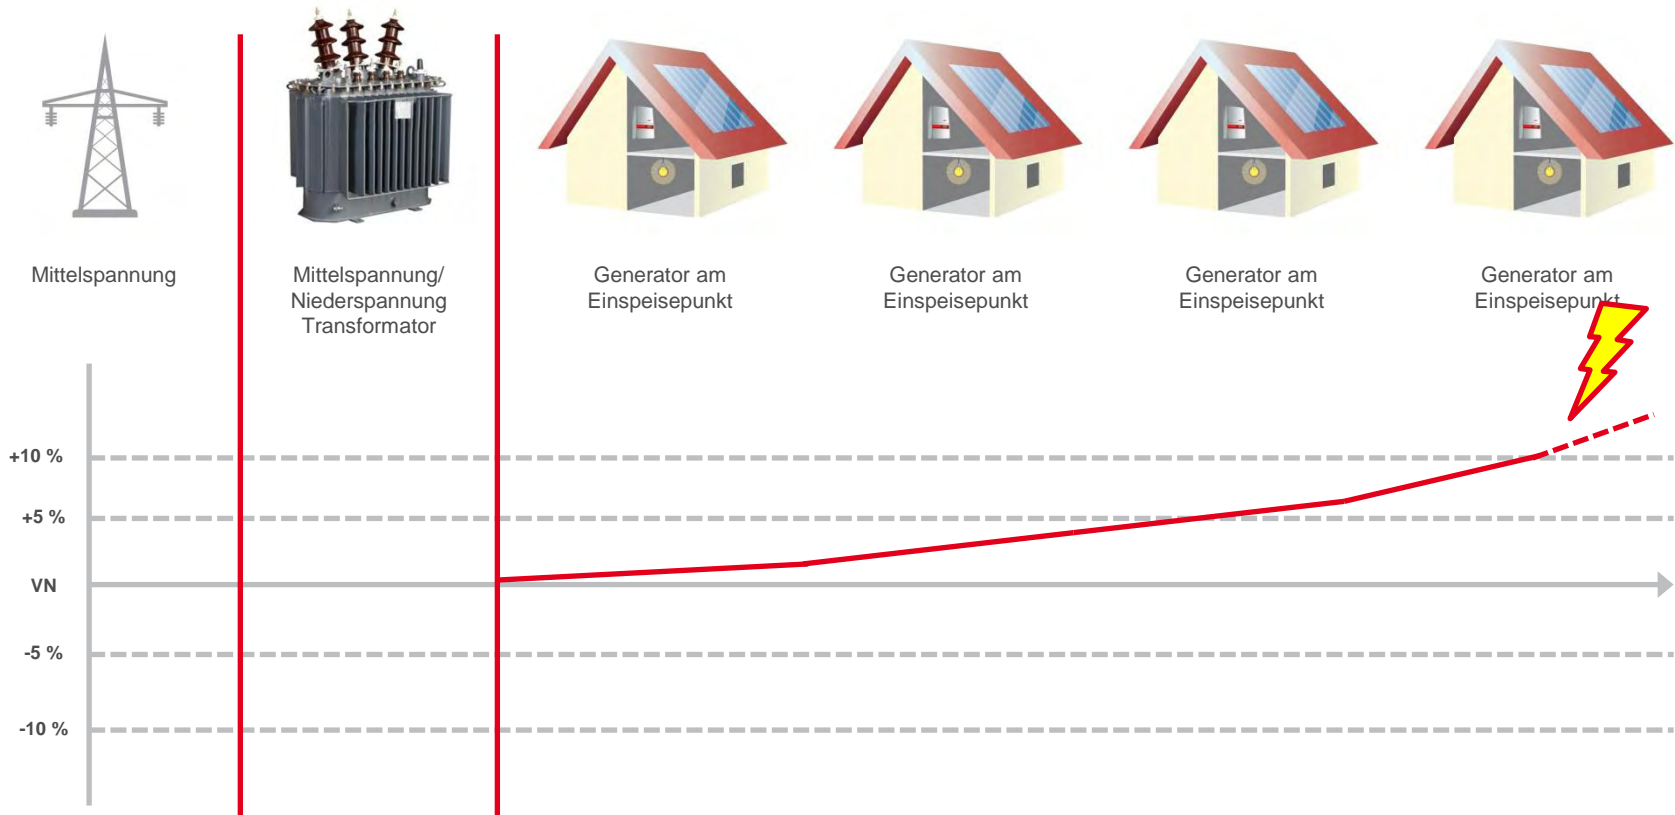 Mittelspannung
Mittelspannung/
Niederspannung
Transformator
Generator am
Einspeisepunkt
Generator am
Einspeisepunkt
Generator am
Einspeisepunkt
Generator am
Einspeisepunkt
+10 %
+5 %
VN
-5 %
-10 %